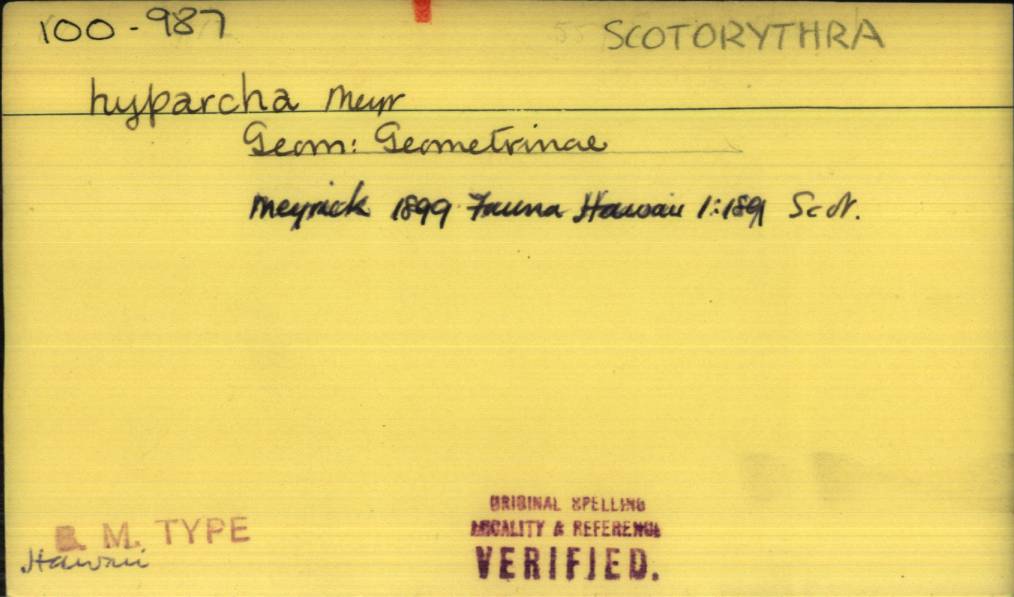 100-987 SCOTORYTHRA
hyparcha Meyr
Geom: Geometrinae
Meyrick 1899 Fauna Hawaii 1:189 Scot.
B. M. TYPE
Hawaii
ORIGINAL SPELLING
LOCALITY & REFERENCE
VERIFIED.